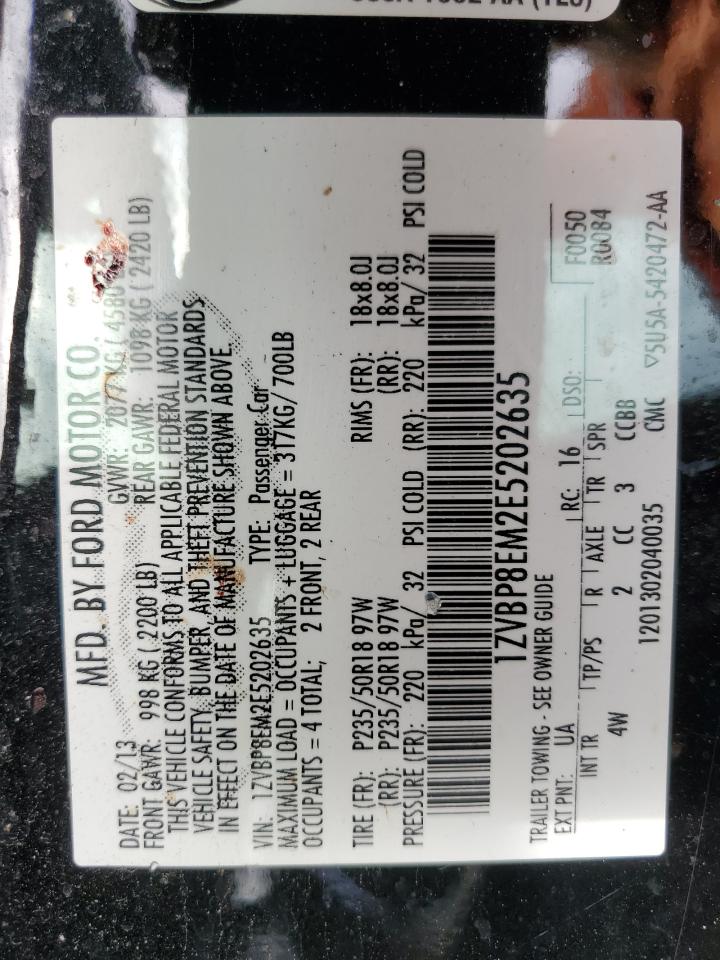 MFD. BY FORD MOTOR CO.
DATE: 02/13 GVWR: KG (
FRONT GAWR: 998 KG ( 2200 LB) REAR GAWR: 1098 KG ( 2420 LB)
THIS VEHICLE CONFORMS TO ALL APPLICABLE FEDERAL MOTOR
VEHICLE SAFETY, BUMPER, AND THEFT PREVENTION STANDARDS
IN EFFECT ON THE DATE OF MANUFACTURE SHOWN ABOVE.
VIN: 1ZVBP8EM2E5202635 TYPE: Passenger Car
MAXIMUM LOAD = OCCUPANTS + LUGGAGE = 317KG/ 700LB
OCCUPANTS = 4 TOTAL; 2 FRONT, 2 REAR
TIRE (FR): P235/50R18 97W RIMS (FR): 18x8.0J
(RR): P235/50R18 97W (RR): 18x8.0J
PRESSURE (FR): 220 kPa/ 32 PSI COLD (RR): 220 kPa/ 32 PSI COLD
1ZVBP8EM2E5202635
TRAILER TOWING - SEE OWNER GUIDE
EXT PNT: UA RC: 16 DSO: F0050
R0084
INT TR TP/PS R AXLE TR SPR
4W 2 CC 3 CCBB
1201302040035 CMC ▽5U5A-5420472-AA